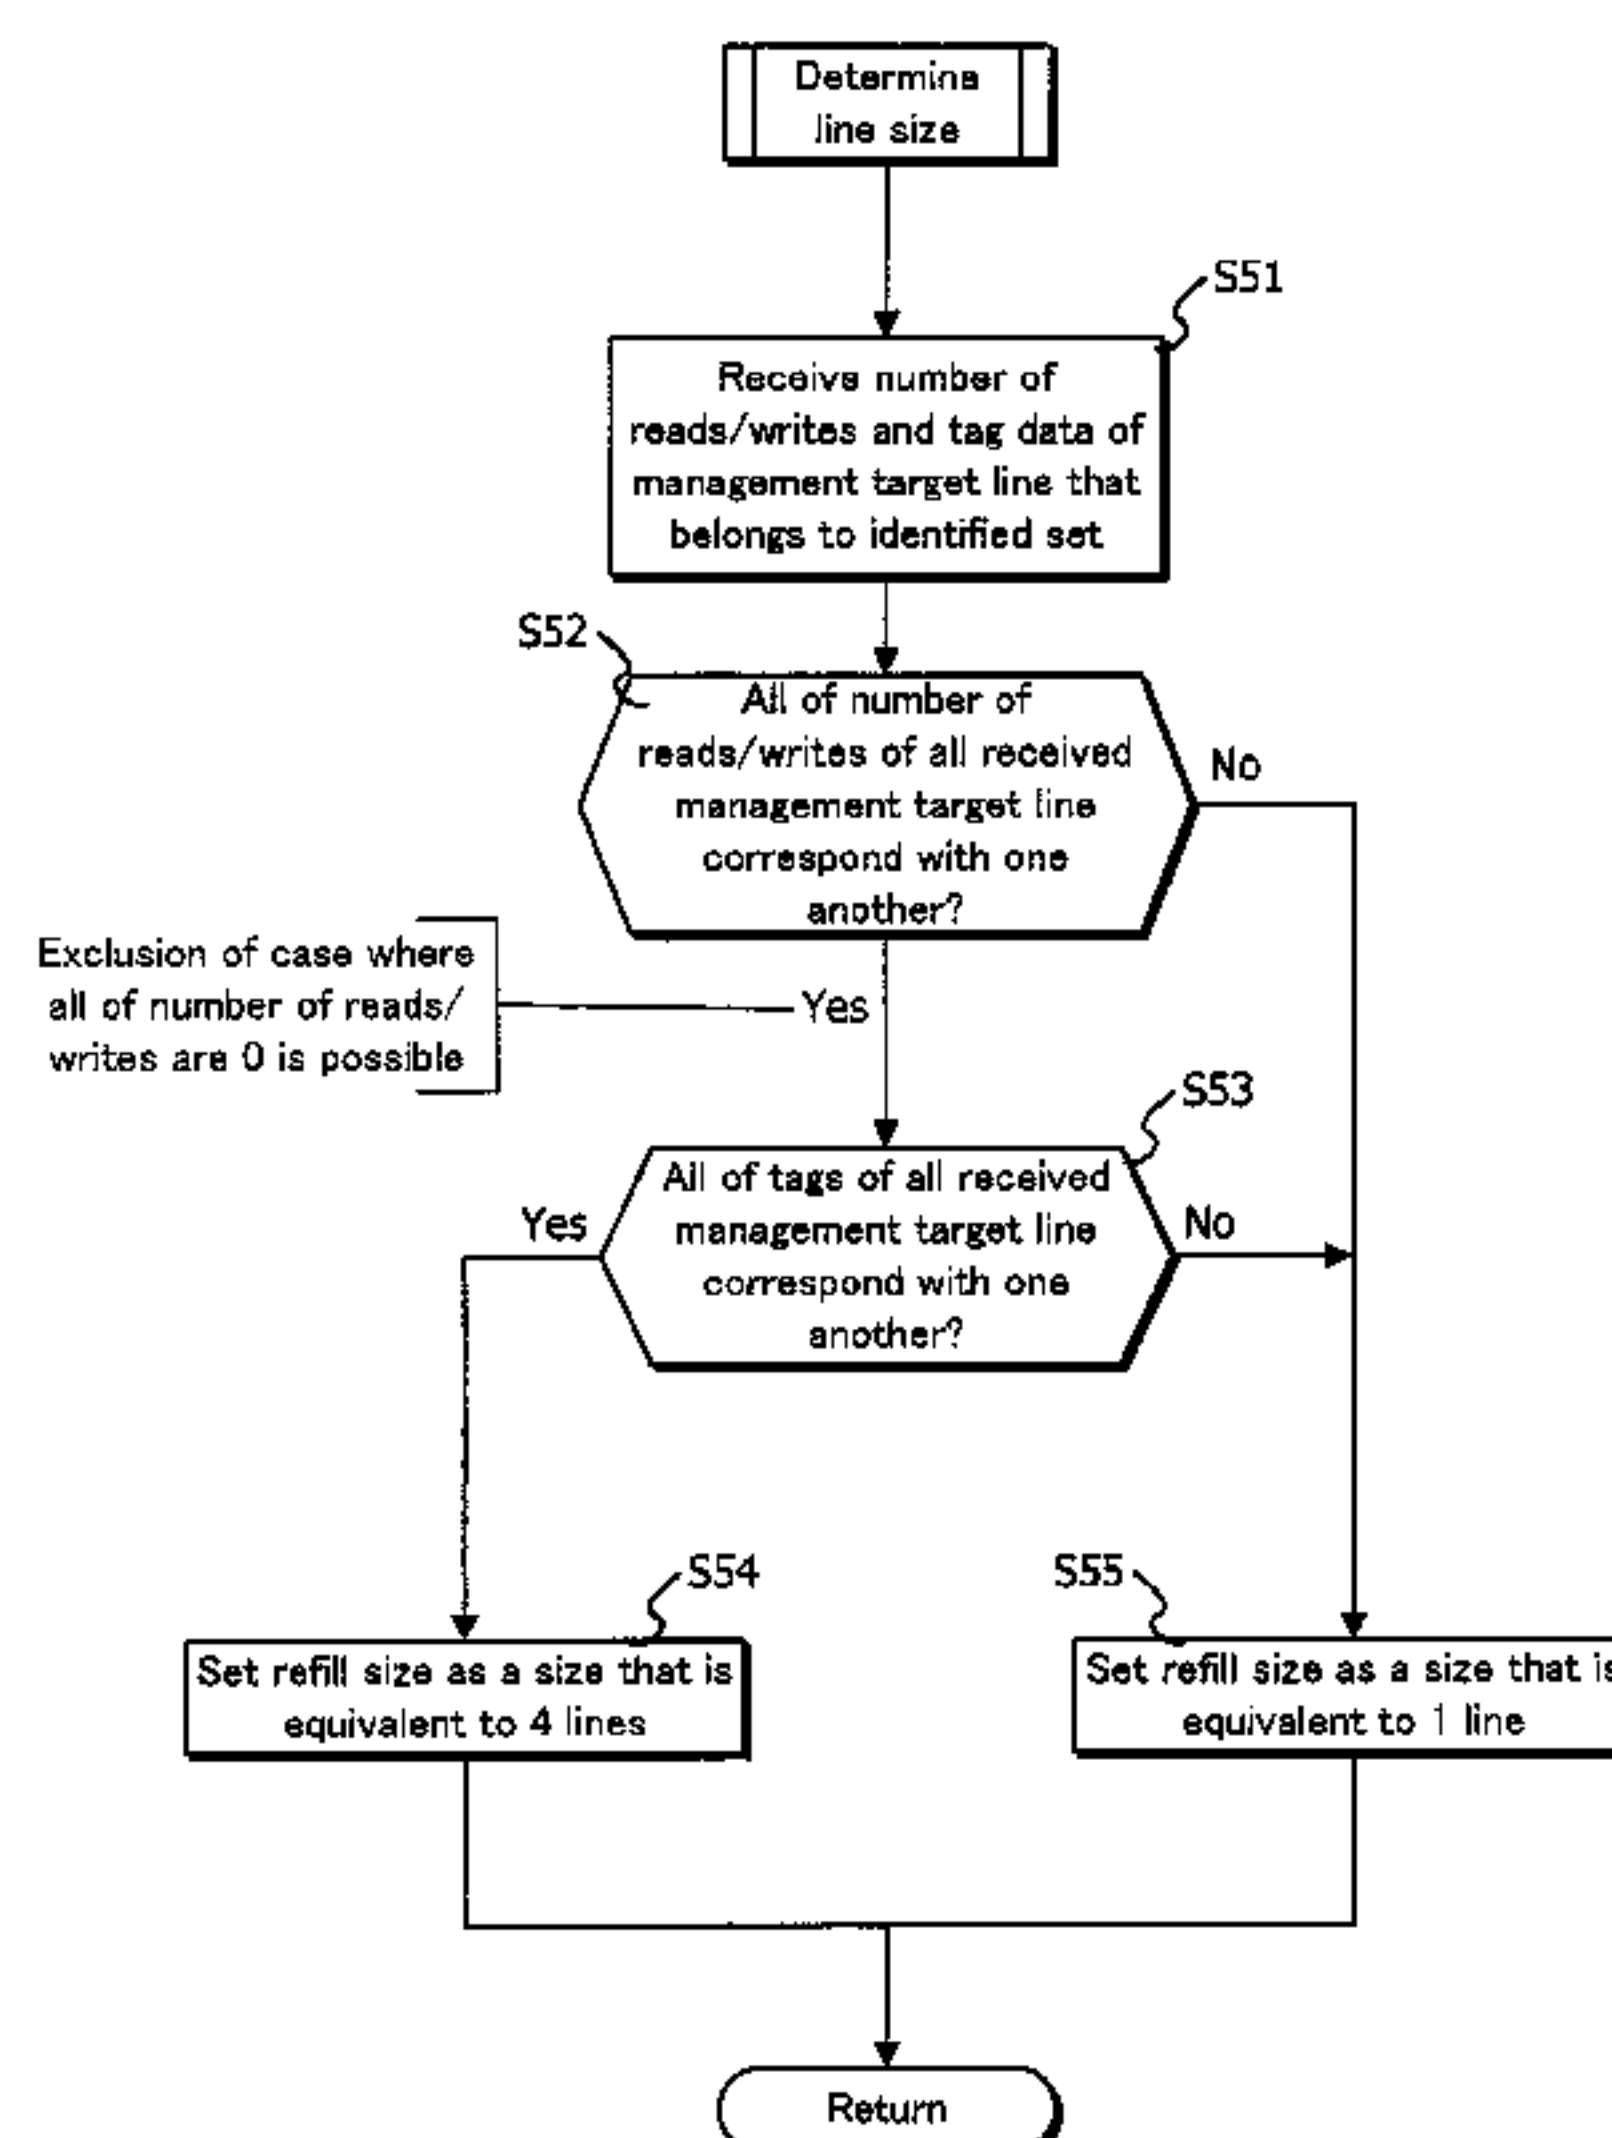 Determine
line size
S51
Receive number of
reads/writes and tag data of
management target line that
belongs to identified set
S52
All of number of
reads/writes of all received
management target line
correspond with one
another?
No
Exclusion of case where
all of number of reads/
writes are 0 is possible
Yes
S53
All of tags of all received
management target line
correspond with one
another?
Yes
No
S54
Set refill size as a size that is
equivalent to 4 lines
S55
Set refill size as a size that is
equivalent to 1 line
Return